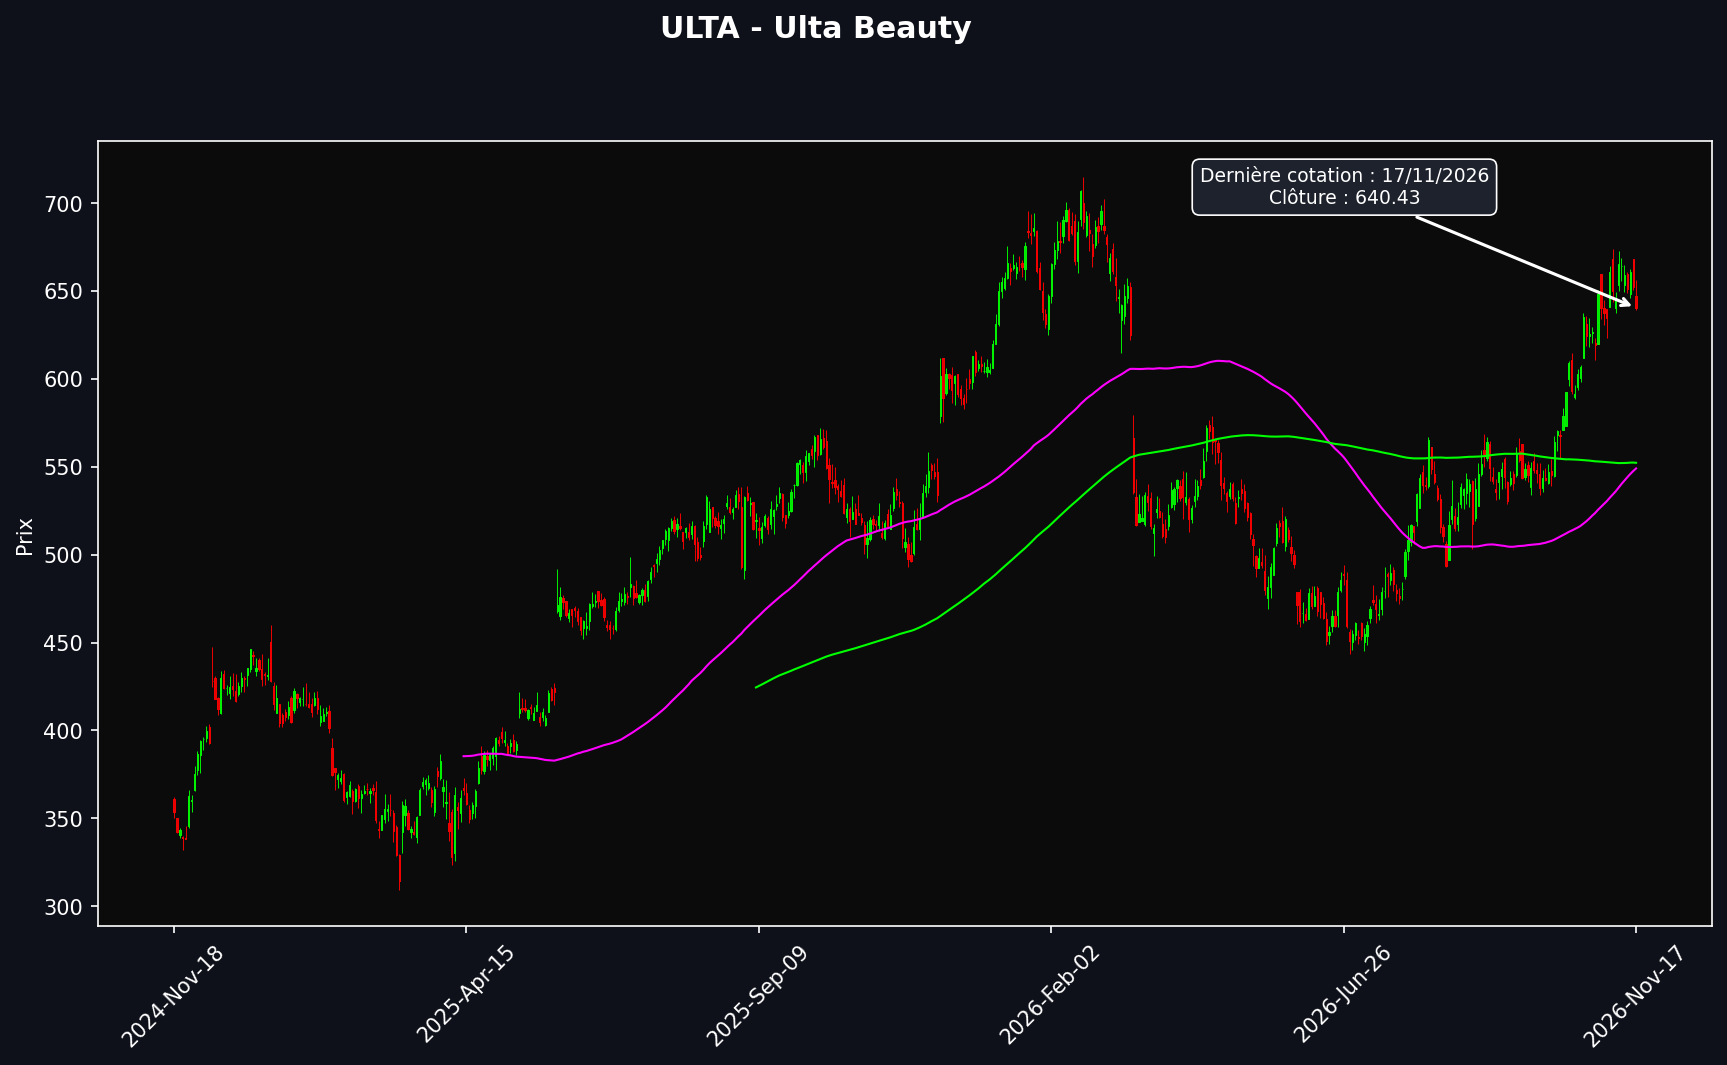 ULTA - Ulta Beauty
Dernière cotation : 17/11/2026
Clôture : 640.43
Prix
700
650
600
550
500
450
400
350
300
2024-Nov-18
2025-Apr-15
2025-Sep-09
2026-Feb-02
2026-Jun-26
2026-Nov-17